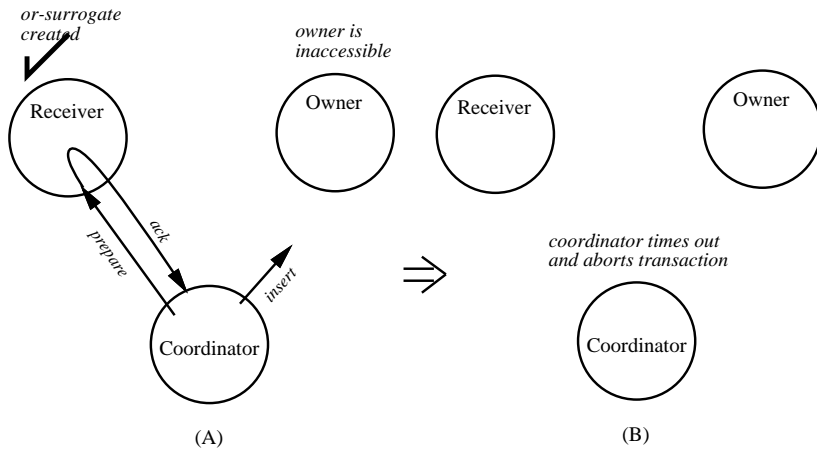 or-surrogate
created
owner is
inaccessible
Receiver
Owner
Receiver
Owner
ack
prepare
insert
coordinator times out
and aborts transaction
Coordinator
Coordinator
(A)
(B)